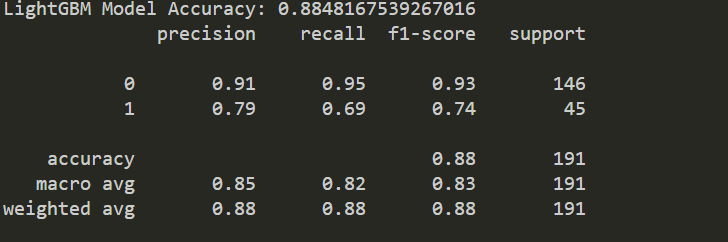 LightGBM Model Accuracy: 0.8848167539267016
precision recall f1-score support
0 0.91 0.95 0.93 146
1 0.79 0.69 0.74 45
accuracy 0.88 191
macro avg 0.85 0.82 0.83 191
weighted avg 0.88 0.88 0.88 191